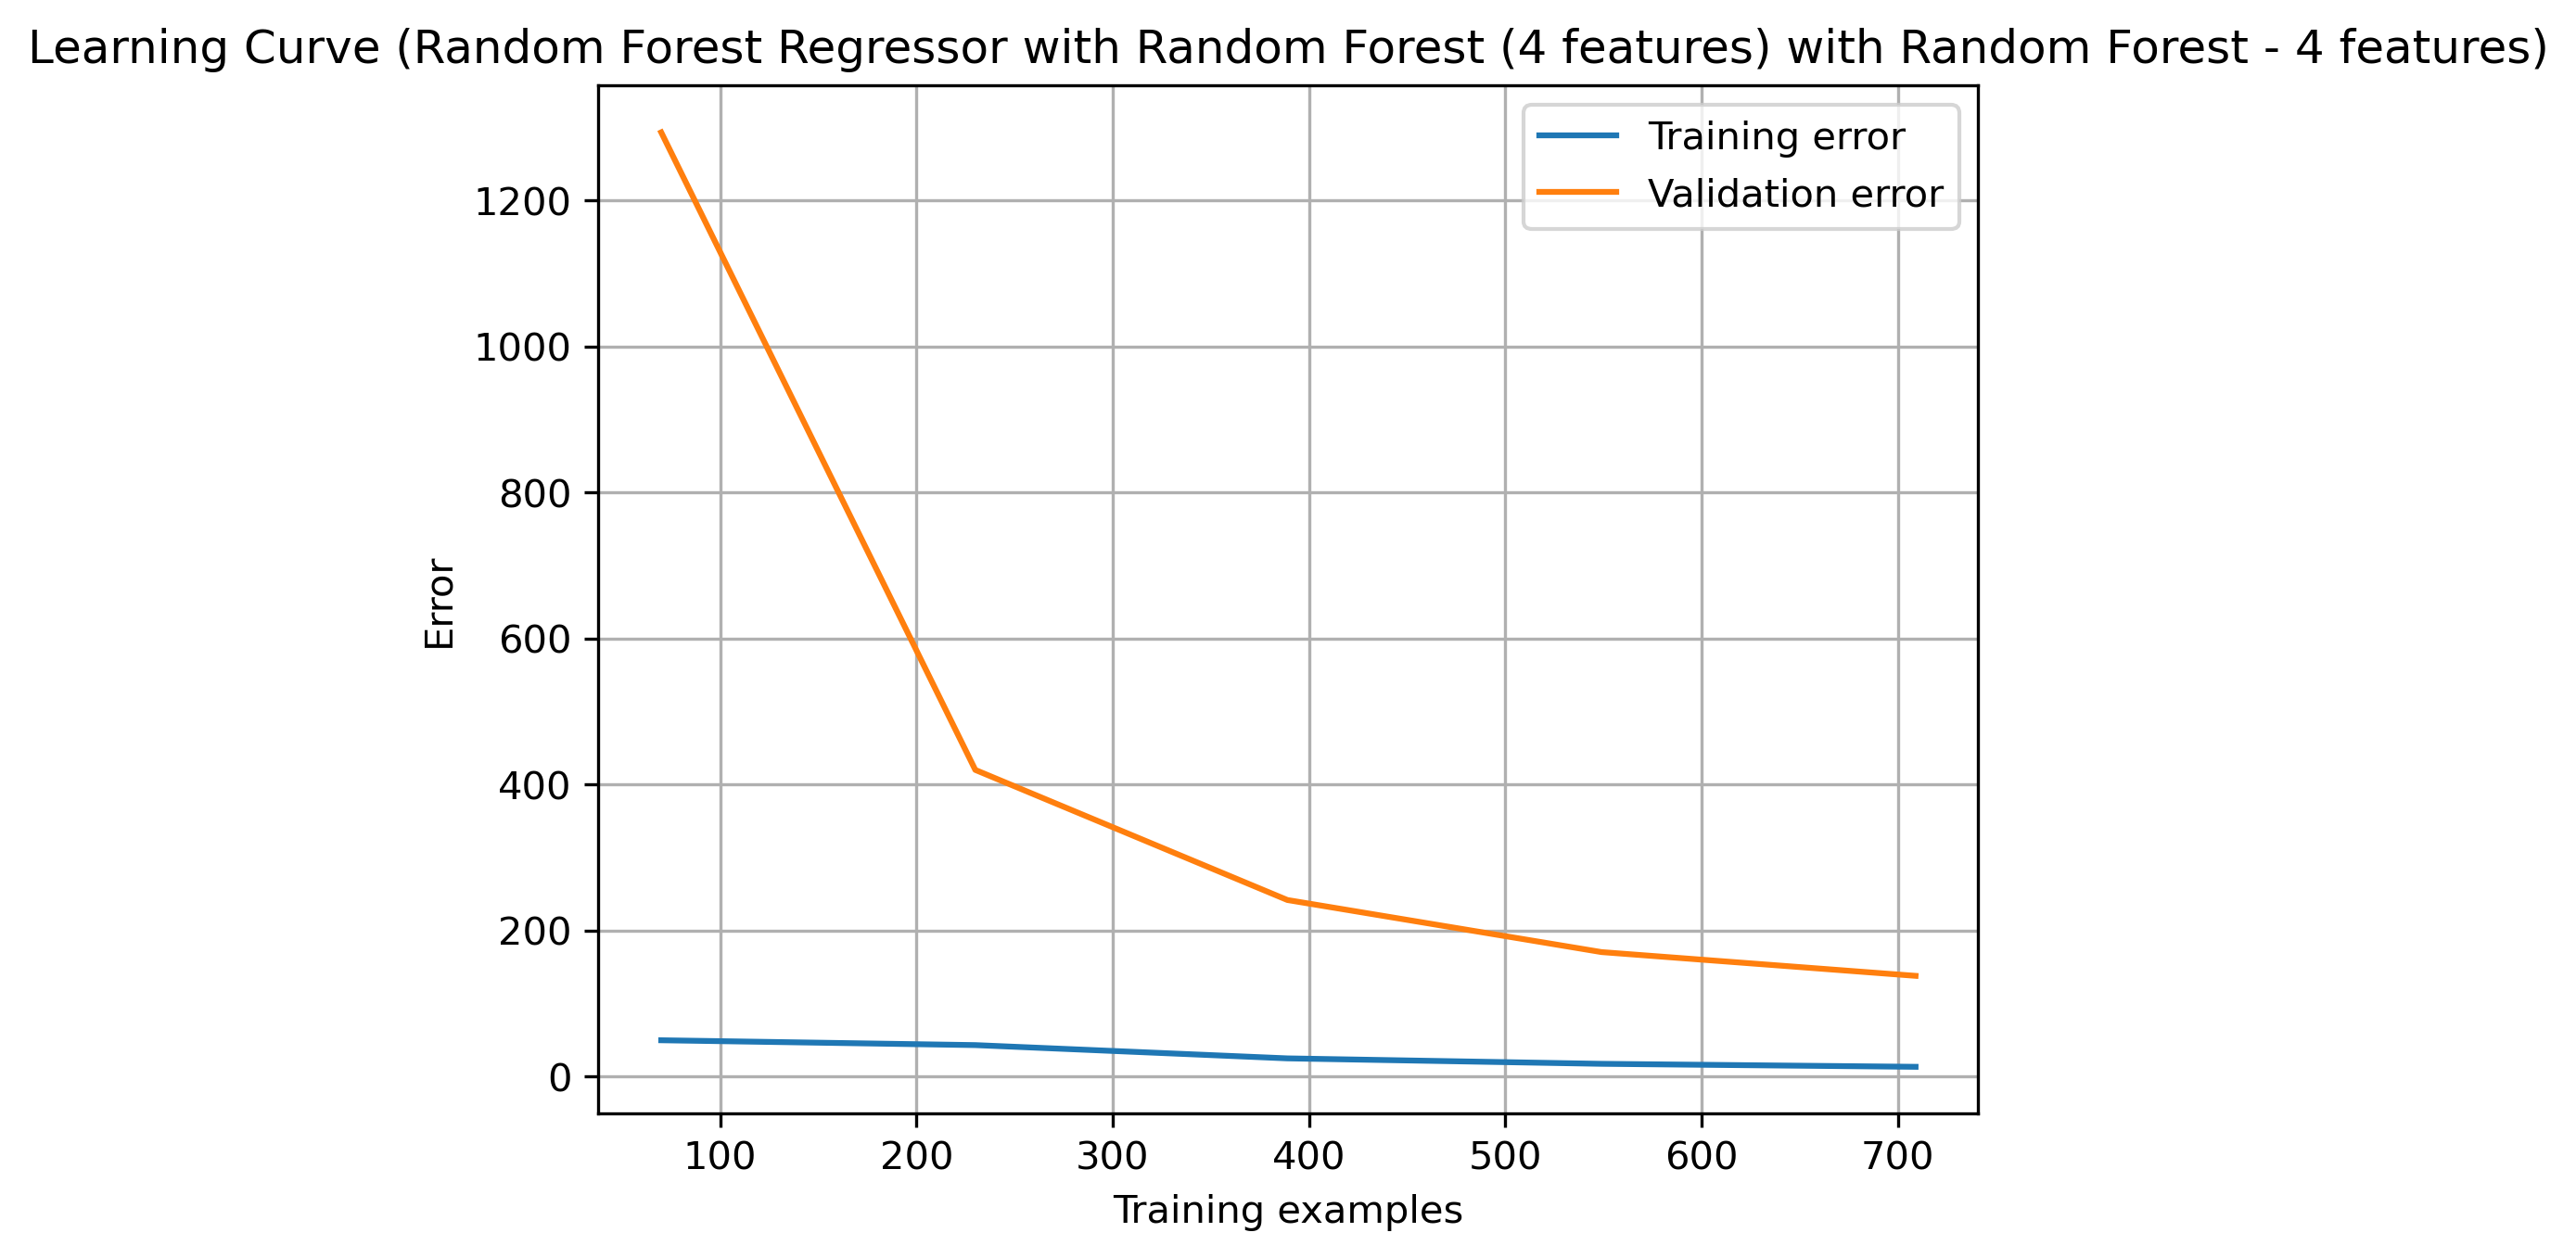 Learning Curve (Random Forest Regressor with Random Forest (4 features) with Random Forest - 4 features)
Training error
Validation error
1200
1000
800
600
400
200
0
Error
100 200 300 400 500 600 700
Training examples